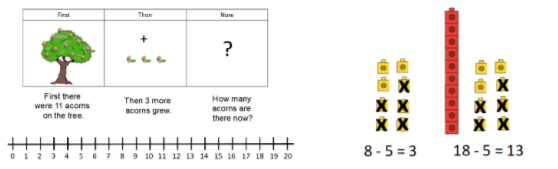 First Then Now
+
?
First there
were 11 acorns
on the tree.
Then 3 more
acorns grew.
How many
acorns are
there now?
0 1 2 3 4 5 6 7 8 9 10 11 12 13 14 15 16 17 18 19 20
8 - 5 = 3
18 - 5 = 13